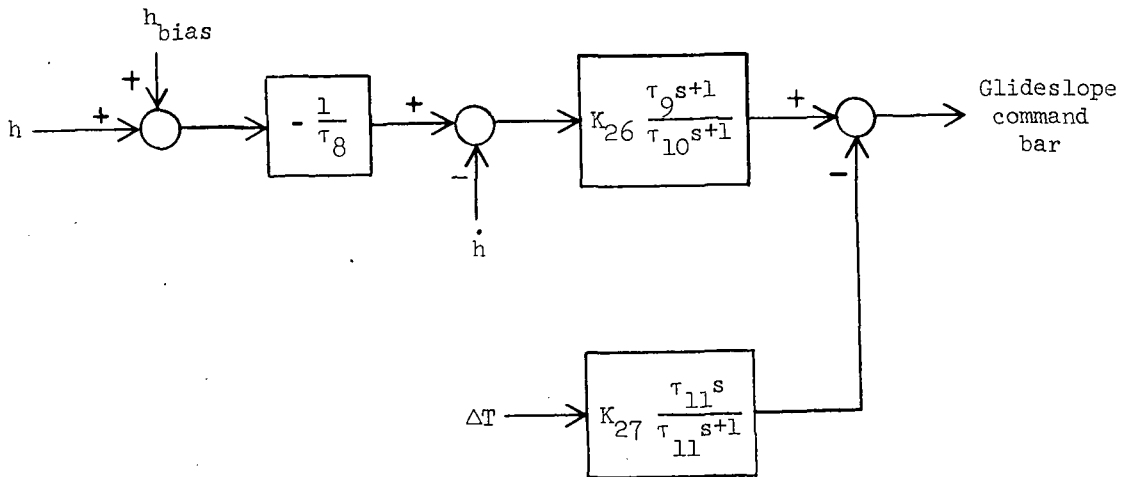 h_bias
+
h
+
- 1/τ_8
+
-
ḣ
K_26 τ_9 s+1 / τ_10 s+1
+
-
Glideslope
command
bar
ΔT
K_27 τ_11 s / τ_11 s+1